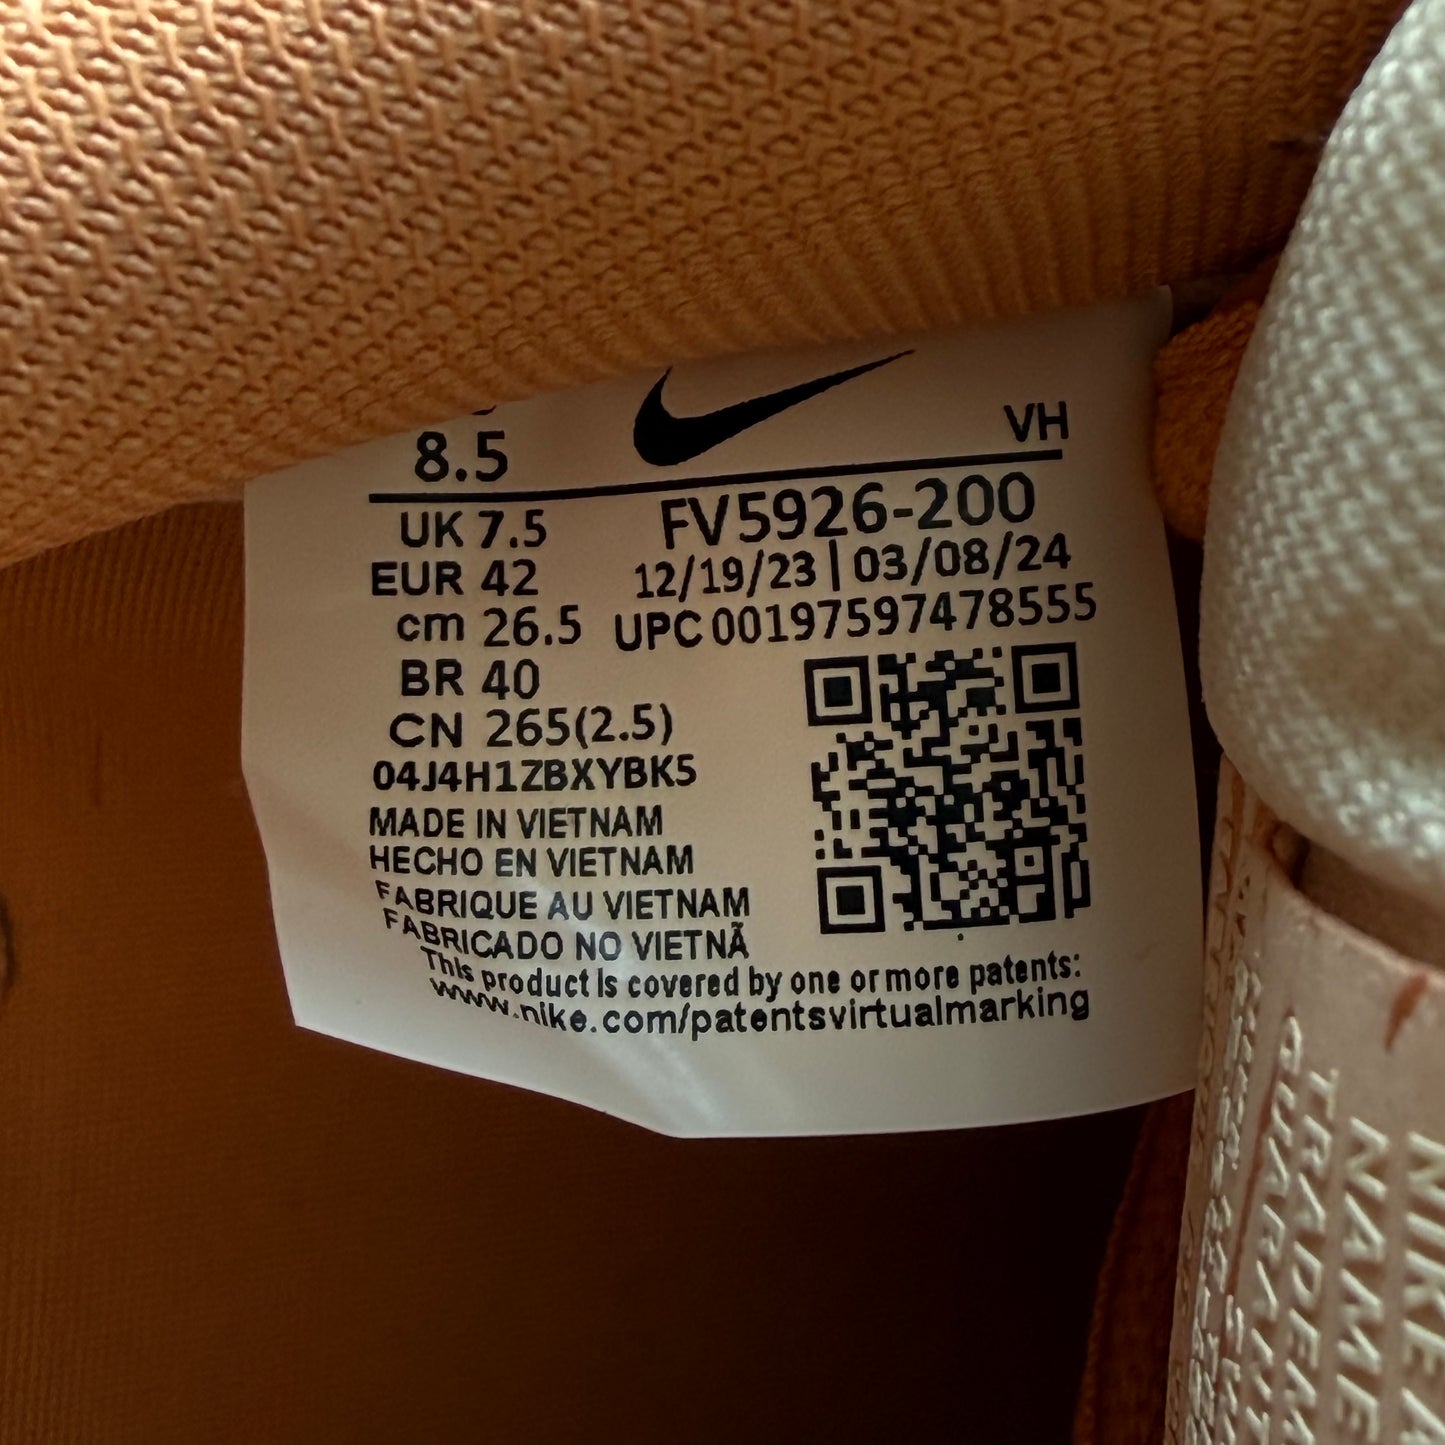 8.5
VH
UK 7.5
FV5926-200
EUR 42
12/19/23 | 03/08/24
cm 26.5
UPC 00197597478555
BR 40
CN 265(2.5)
04J4H1ZBXYBK5
MADE IN VIETNAM
HECHO EN VIETNAM
FABRIQUE AU VIETNAM
FABRICADO NO VIETNÃ
This product is covered by one or more patents:
www.nike.com/patentsvirtualmarking
NAME